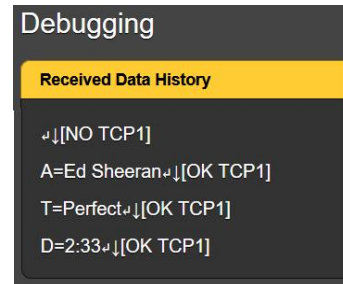 Debugging
Received Data History
↲↓[NO TCP1]
A=Ed Sheeran↲↓[OK TCP1]
T=Perfect↲↓[OK TCP1]
D=2:33↲↓[OK TCP1]